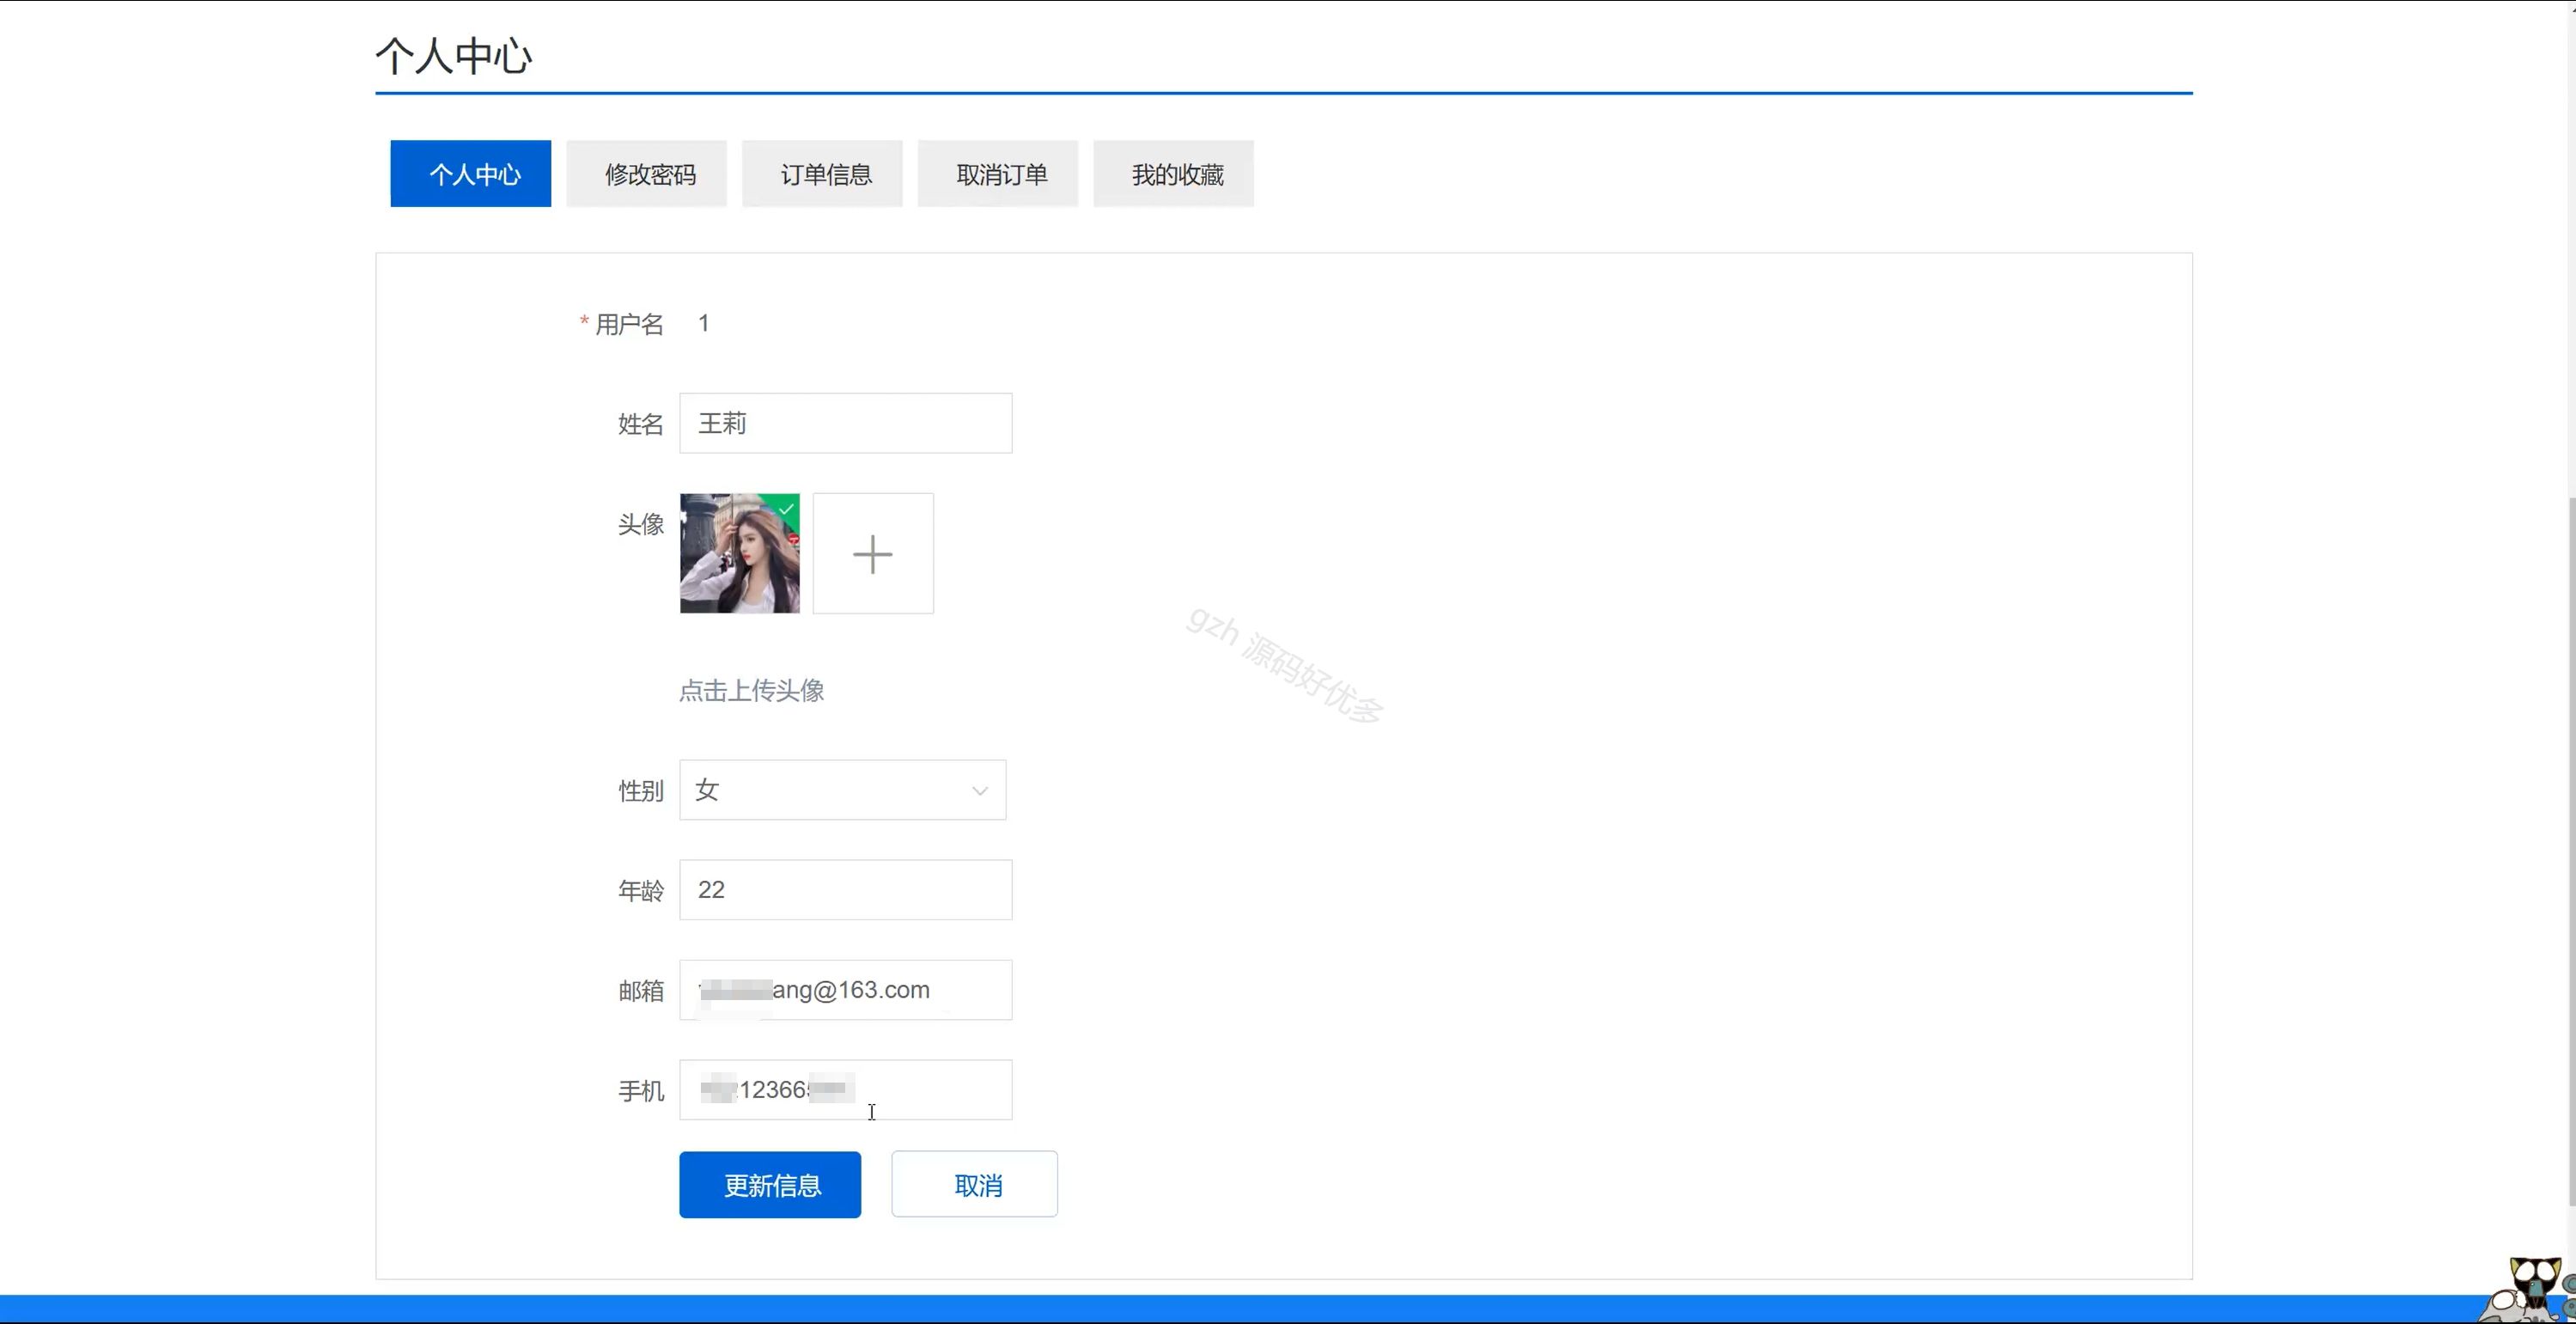 个人中心
个人中心 修改密码 订单信息 取消订单 我的收藏
* 用户名 1
姓名 王莉
头像
点击上传头像
gzh 源码好优多
性别 女
年龄 22
邮箱 ang@163.com
手机 12366
更新信息 取消